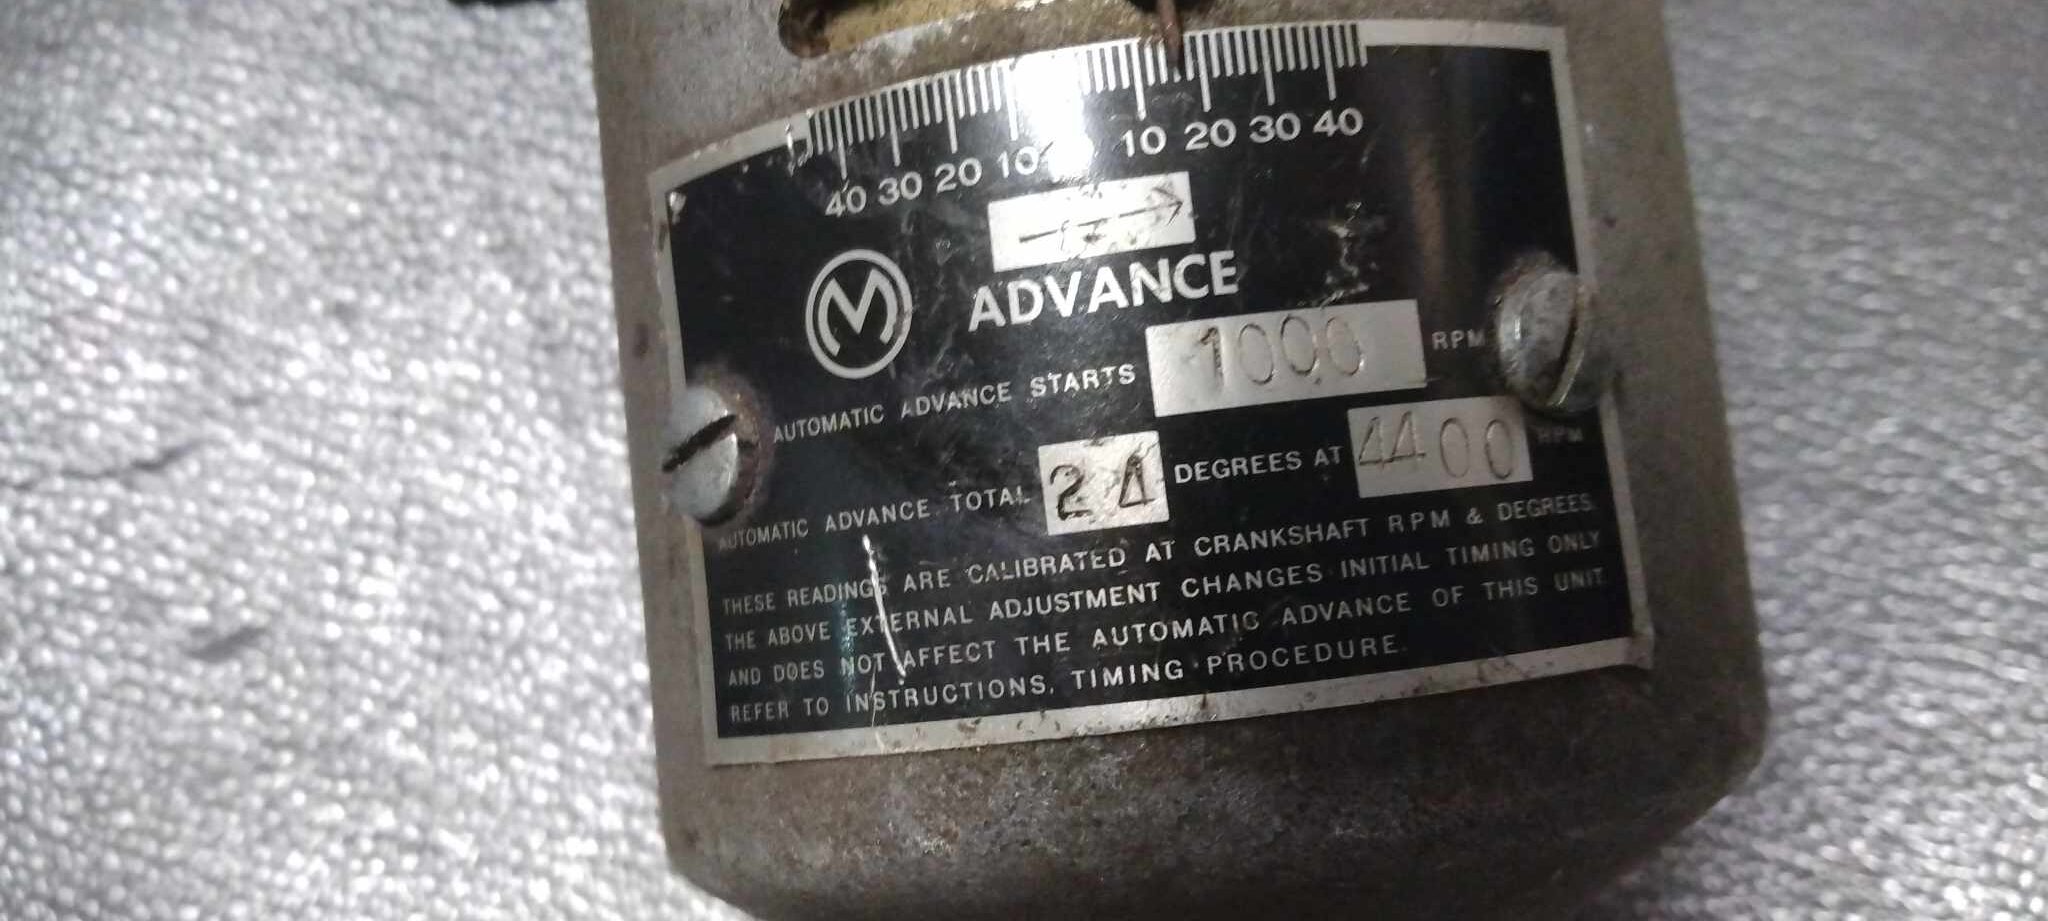 40 30 20 10 10 20 30 40
ADVANCE
AUTOMATIC ADVANCE STARTS 1000 RPM
AUTOMATIC ADVANCE TOTAL 24 DEGREES AT 4400 RPM
THESE READINGS ARE CALIBRATED AT CRANKSHAFT RPM & DEGREES.
THE ABOVE EXTERNAL ADJUSTMENT CHANGES INITIAL TIMING ONLY
AND DOES NOT AFFECT THE AUTOMATIC ADVANCE OF THIS UNIT.
REFER TO INSTRUCTIONS, TIMING PROCEDURE.